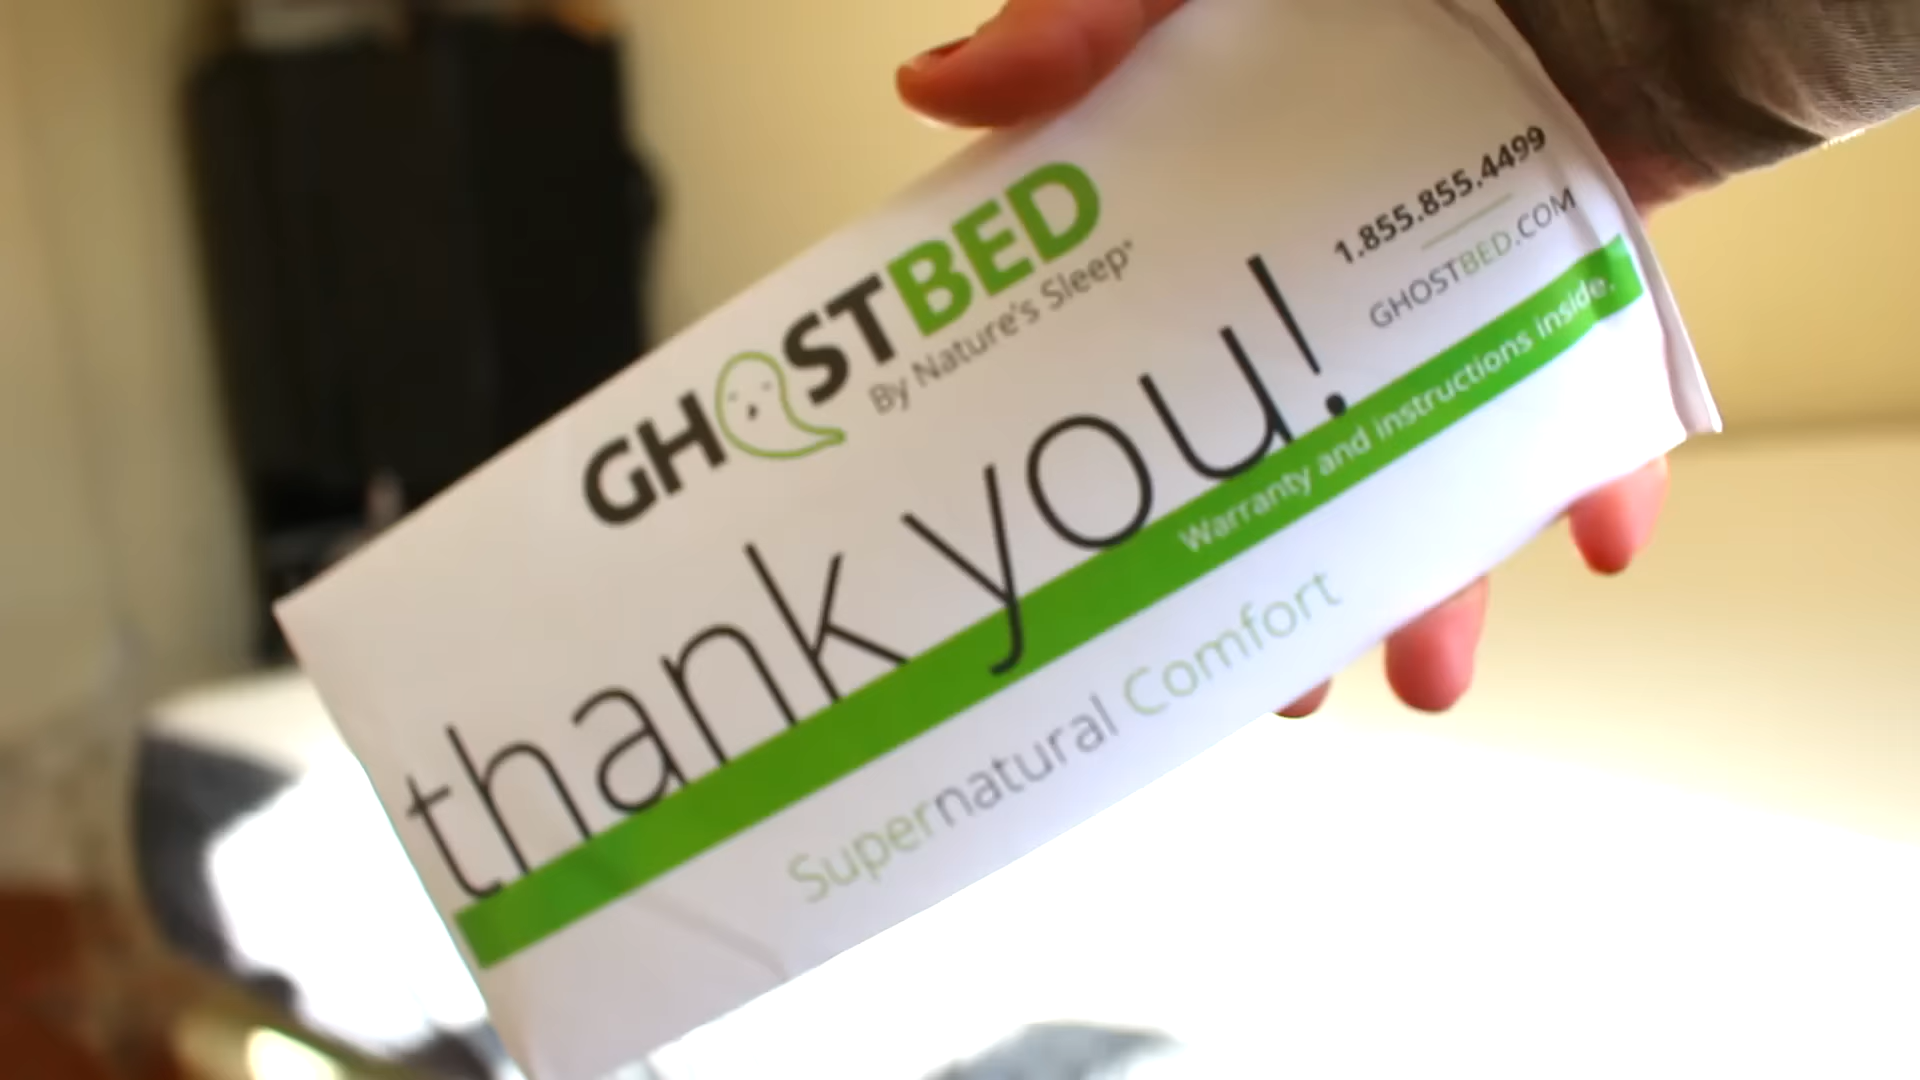 GHOSTBED
By Nature's Sleep®
1.855.855.4499
GHOSTBED.COM
thank you!
Warranty and instructions inside.
Supernatural Comfort